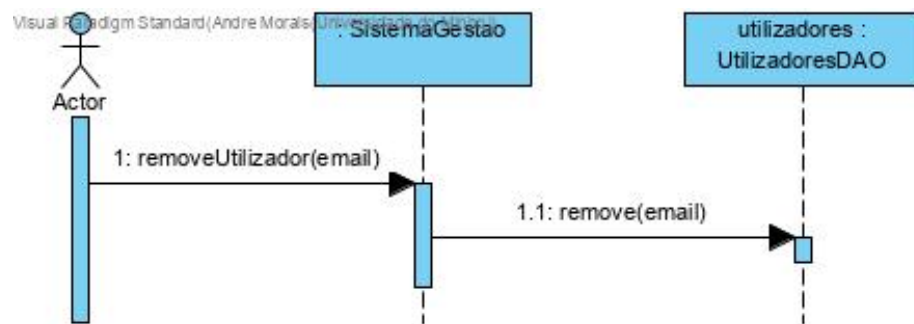 Visual Paradigm Standard(Andre Morais(Universidade do Minho))
: SistemaGestao
utilizadores :
UtilizadoresDAO
Actor
1: removeUtilizador(email)
1.1: remove(email)